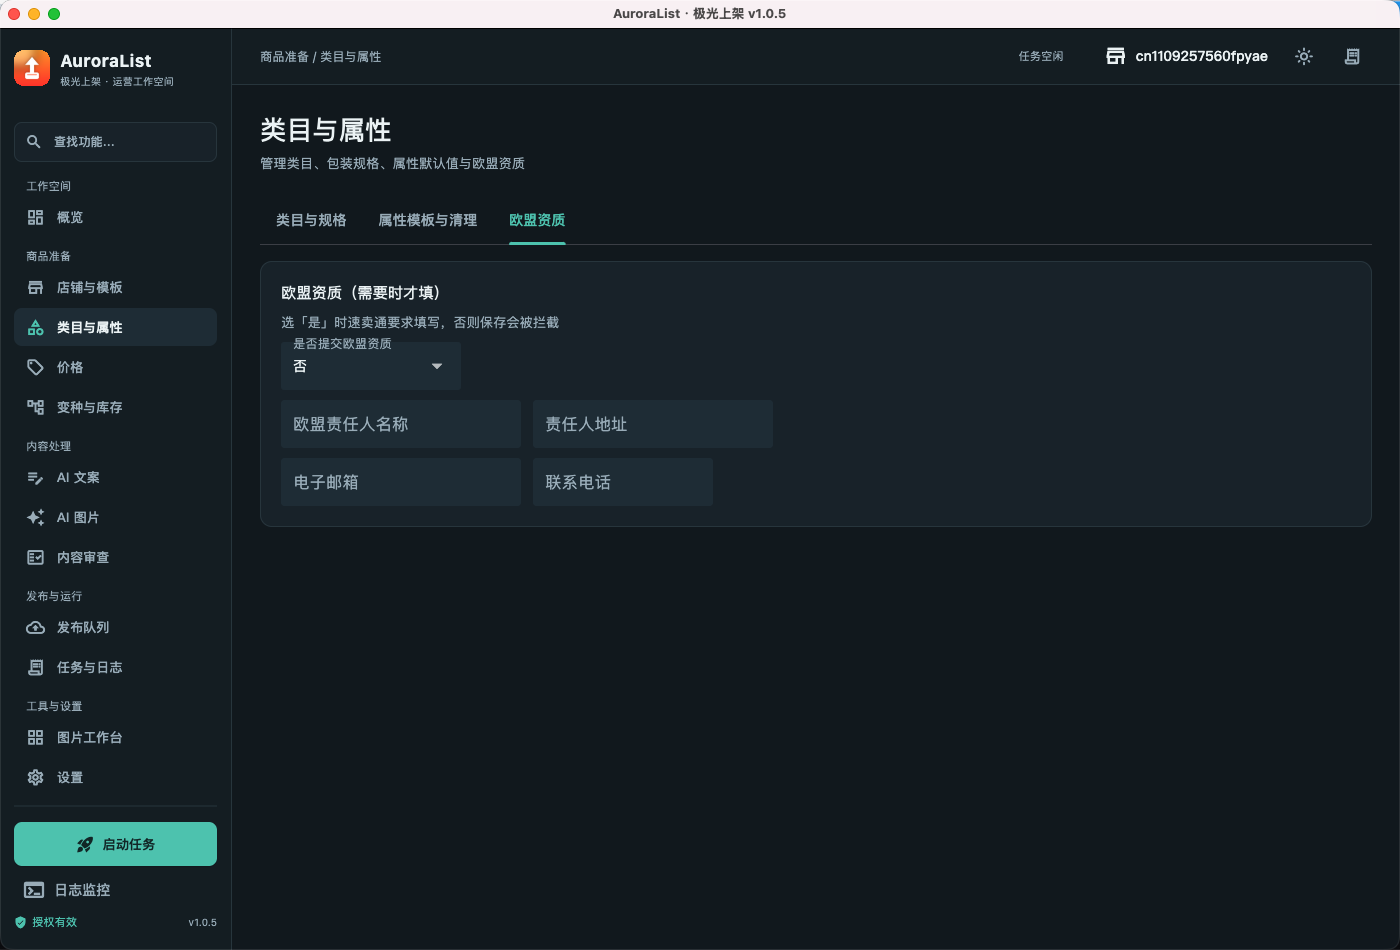 AuroraList · 极光上架 v1.0.5
AuroraList
极光上架 · 运营工作空间
查找功能...
工作空间
概览
商品准备
店铺与模板
类目与属性
价格
变种与库存
内容处理
AI 文案
AI 图片
内容审查
发布与运行
发布队列
任务与日志
工具与设置
图片工作台
设置
启动任务
日志监控
授权有效
v1.0.5
商品准备 / 类目与属性
任务空闲
cn1109257560fpyae
类目与属性
管理类目、包装规格、属性默认值与欧盟资质
类目与规格
属性模板与清理
欧盟资质
欧盟资质（需要时才填）
选「是」时速卖通要求填写，否则保存会被拦截
是否提交欧盟资质
否
欧盟责任人名称
责任人地址
电子邮箱
联系电话